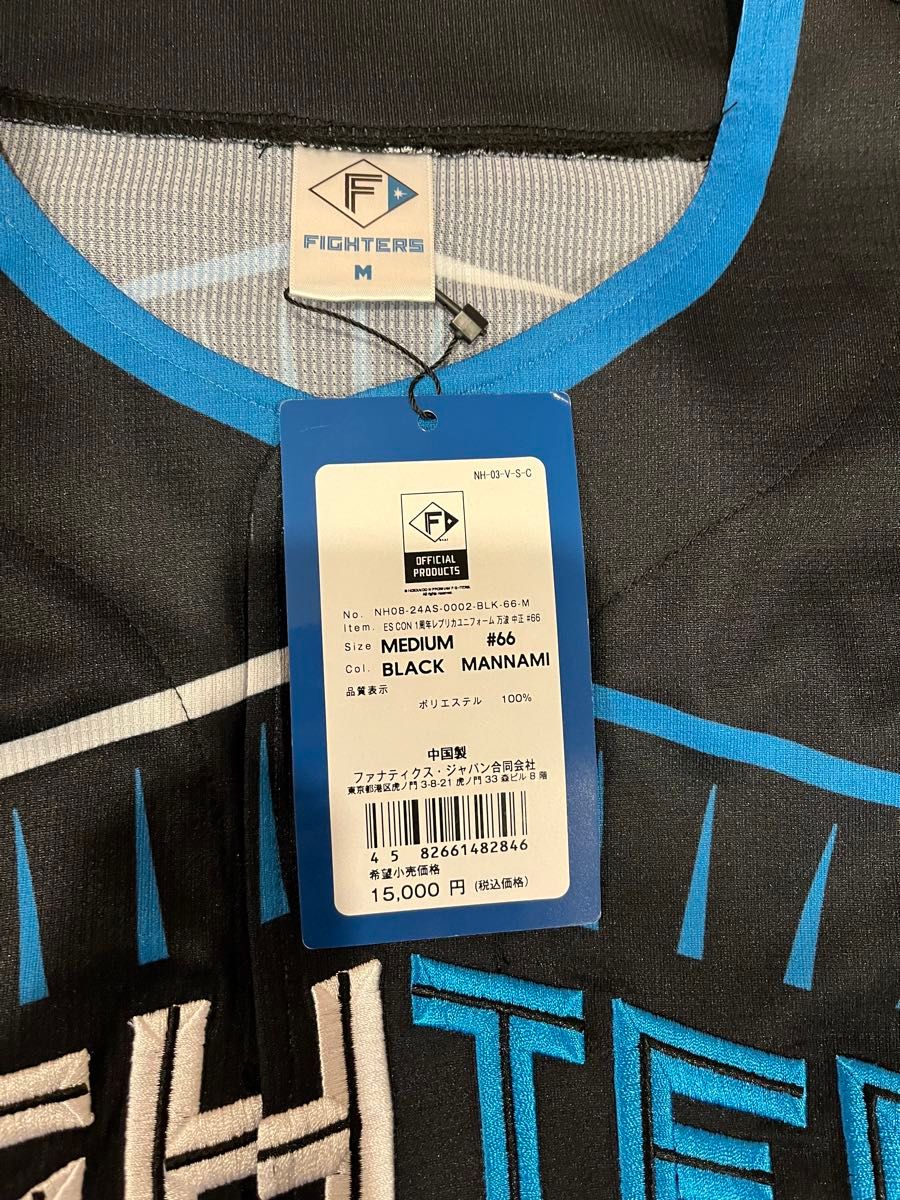 F
FIGHTERS
M
NH-03-V-S-C
F
OFFICIAL
PRODUCTS
All rights reserved.
No. NH08-24AS-0002-BLK-66-M
Item. ES CON 1周年レプリカユニフォーム 万波 中正 #66
Size MEDIUM #66
Col. BLACK MANNAMI
品質表示
ポリエステル 100%
中国製
ファナティクス・ジャパン合同会社
東京都港区虎ノ門 3-8-21 虎ノ門 33 森ビル 8 階
4 5 82661482846
希望小売価格
15,000 円 (税込価格)
HTE